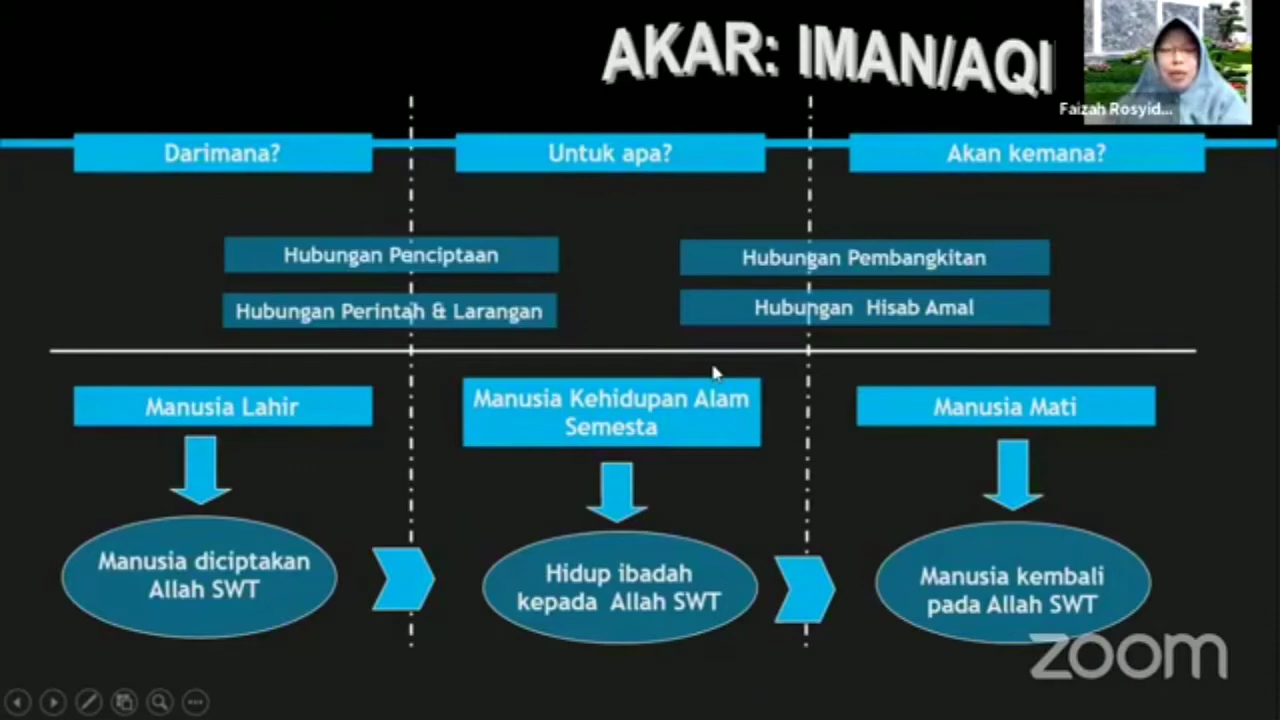 AKAR: IMAN/AQI
Faizah Rosyid...
Darimana?
Untuk apa?
Akan kemana?
Hubungan Penciptaan
Hubungan Pembangkitan
Hubungan Perintah & Larangan
Hubungan Hisab Amal
Manusia Lahir
Manusia Kehidupan Alam
Semesta
Manusia Mati
Manusia diciptakan
Allah SWT
Hidup ibadah
kepada Allah SWT
Manusia kembali
pada Allah SWT
zoom